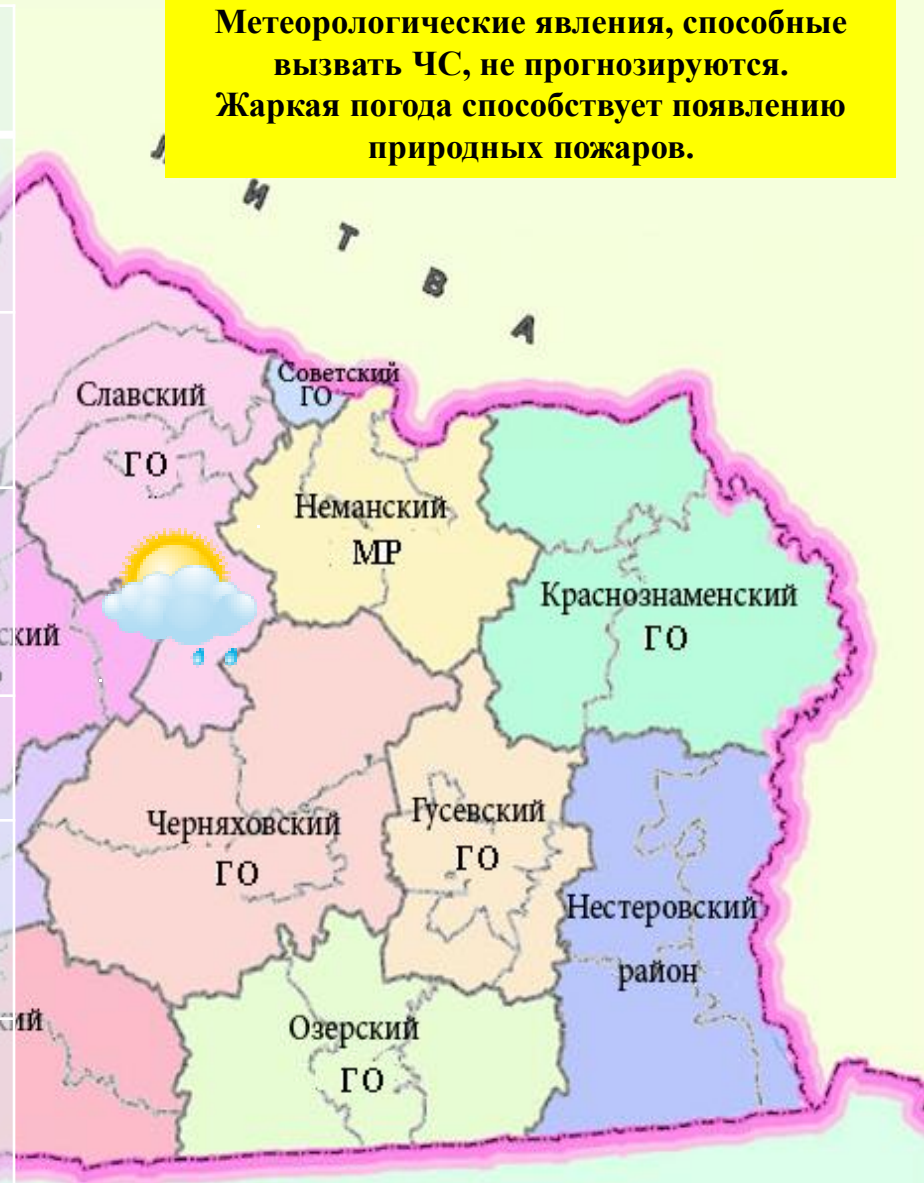 Метеорологические явления, способные
вызвать ЧС, не прогнозируются.
Жаркая погода способствует появлению
природных пожаров.
И Т В А
Славский
ГО
Советский
ГО
Неманский
МР
Краснознаменский
ГО
ский
Черняховский
ГО
Гусевский
ГО
Нестеровский
район
Озерский
ГО